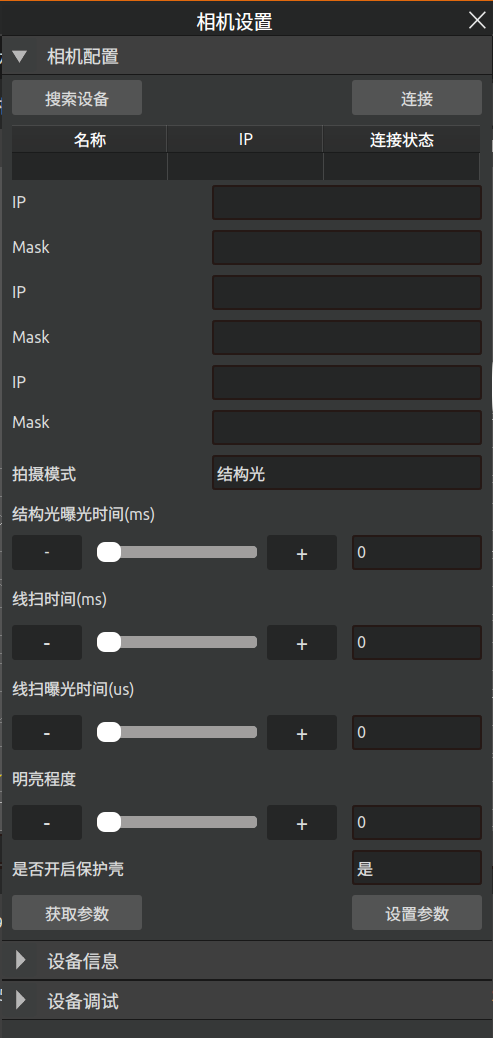 相机设置
相机配置
搜索设备 连接
名称 IP 连接状态
IP
Mask
IP
Mask
IP
Mask
拍摄模式 结构光
结构光曝光时间(ms)
- + 0
线扫时间(ms)
- + 0
线扫曝光时间(us)
- + 0
明亮程度
- + 0
是否开启保护壳 是
获取参数 设置参数
设备信息
设备调试